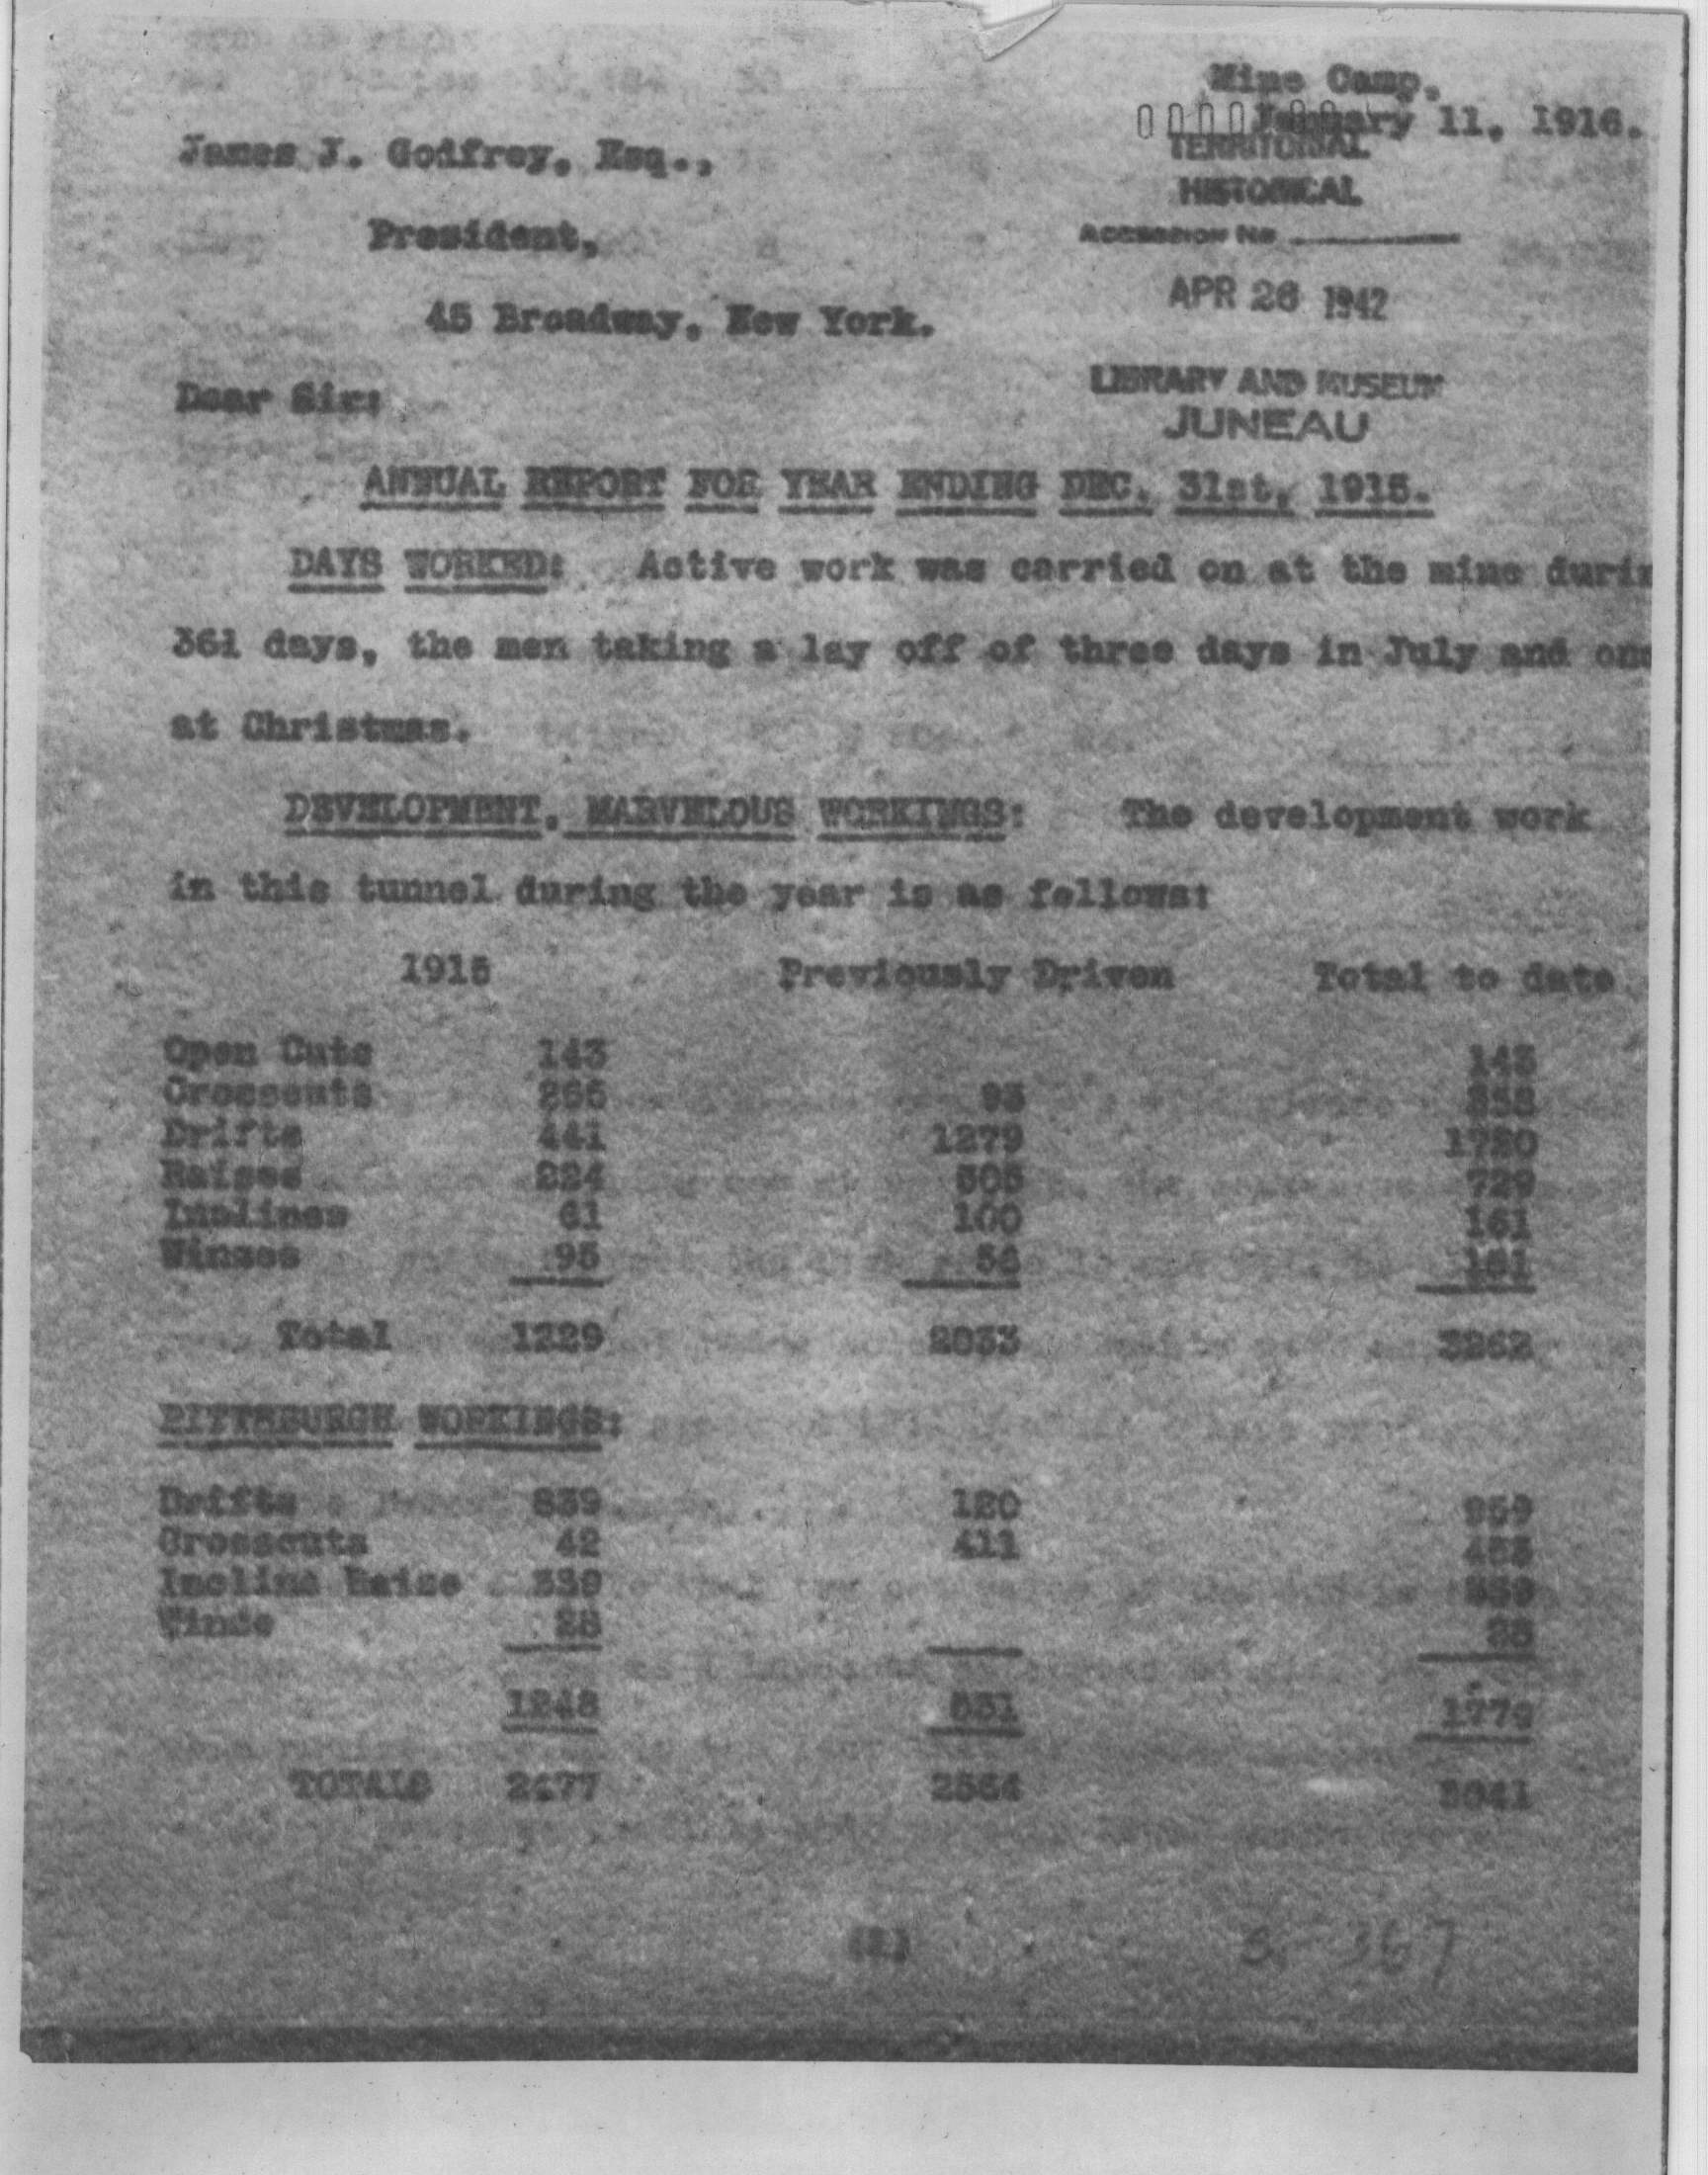 Mine Camp,
January 11, 1916.
James J. Godfrey, Esq.,
TERRITORIAL
HISTORICAL
President,
Accession No
45 Broadway, New York.
APR 26 1942
LIBRARY AND MUSEUM
Dear Sir:
JUNEAU
ANNUAL REPORT FOR YEAR ENDING DEC. 31st, 1915.
DAYS WORKED: Active work was carried on at the mine durin
361 days, the men taking a lay off of three days in July and one
at Christmas.
DEVELOPMENT, MARVELOUS WORKINGS: The development work
in this tunnel during the year is as follows:
1915 Previously Driven Total to date
Open Cuts 143 143
Crosscuts 265 93 358
Drifts 441 1279 1720
Raises 224 505 729
Inclines 61 100 161
Winzes 95 56 151
Total 1229 2033 3262
PITTSBURGH WORKINGS:
Drifts 839 120 959
Crosscuts 42 411 453
Incline Raise 339 339
28 28
1248 531 1779
TOTALS 2477 2564 5041